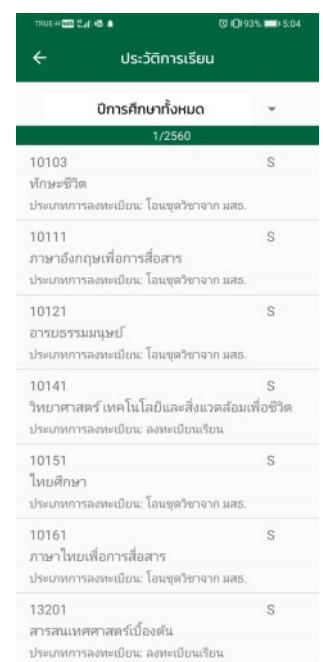 TRUE-H 5:04 93%
ประวัติการเรียน
ปีการศึกษาทั้งหมด
1/2560
10103 S
ทักษะชีวิต
ประเภทการลงทะเบียน: โอนชุดวิชาจาก มสธ.
10111 S
ภาษาอังกฤษเพื่อการสื่อสาร
ประเภทการลงทะเบียน: โอนชุดวิชาจาก มสธ.
10121 S
อารยธรรมมนุษย์
ประเภทการลงทะเบียน: โอนชุดวิชาจาก มสธ.
10141 S
วิทยาศาสตร์ เทคโนโลยีและสิ่งแวดล้อมเพื่อชีวิต
ประเภทการลงทะเบียน: ลงทะเบียนเรียน
10151 S
ไทยศึกษา
ประเภทการลงทะเบียน: โอนชุดวิชาจาก มสธ.
10161 S
ภาษาไทยเพื่อการสื่อสาร
ประเภทการลงทะเบียน: โอนชุดวิชาจาก มสธ.
13201 S
สารสนเทศศาสตร์เบื้องต้น
ประเภทการลงทะเบียน: ลงทะเบียนเรียน